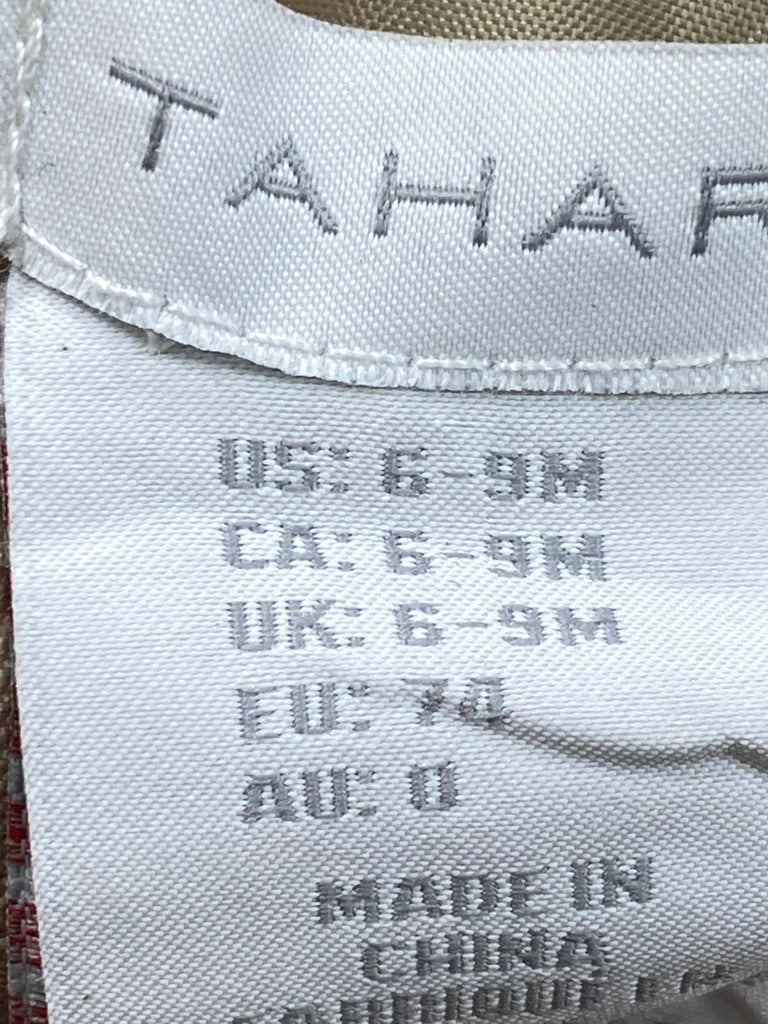 TAHAR
US: 6-9M
CA: 6-9M
UK: 6-9M
EU: 74
AU: 0
MADE IN
CHINA